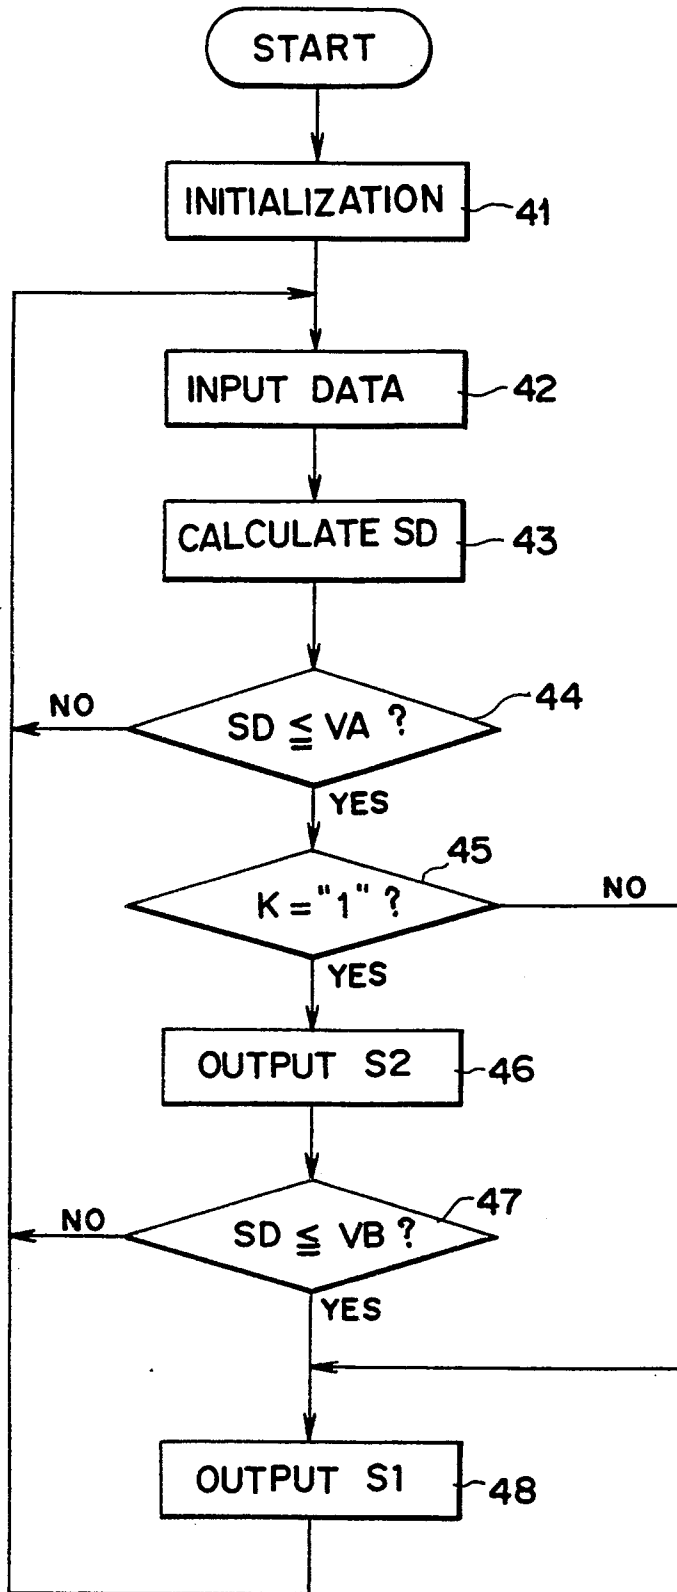 START
INITIALIZATION 41
INPUT DATA 42
CALCULATE SD 43
SD ≦ VA ? 44
NO
YES
K = "1" ? 45
NO
YES
OUTPUT S2 46
SD ≦ VB ? 47
NO
YES
OUTPUT S1 48